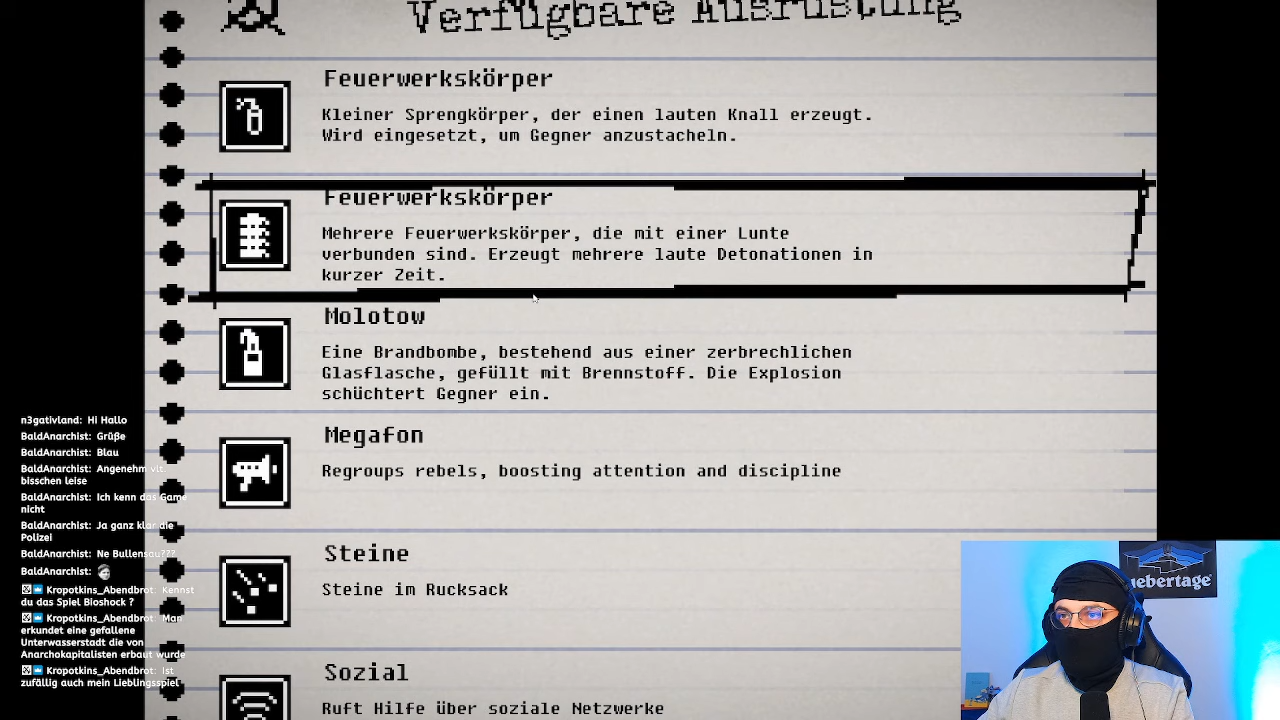 Verfügbare Ausrüstung
Feuerwerkskörper
Kleiner Sprengkörper, der einen lauten Knall erzeugt.
Wird eingesetzt, um Gegner anzustacheln.
Feuerwerkskörper
Mehrere Feuerwerkskörper, die mit einer Lunte
verbunden sind. Erzeugt mehrere laute Detonationen in
kurzer Zeit.
Molotow
Eine Brandbombe, bestehend aus einer zerbrechlichen
Glasflasche, gefüllt mit Brennstoff. Die Explosion
schüchtert Gegner ein.
Megafon
Regroups rebels, boosting attention and discipline
Steine
Steine im Rucksack
Sozial
Ruft Hilfe über soziale Netzwerke
n3gativland: Hi Hallo
BaldAnarchist: Grüße
BaldAnarchist: Blau
BaldAnarchist: Angenehm vlt.
bisschen leise
BaldAnarchist: Ich kenn das Game
nicht
BaldAnarchist: Ja ganz klar die
Polizei
BaldAnarchist: Ne Bullensau???
BaldAnarchist:
Kropotkins_Abendbrot: Kennst
du das Spiel Bioshock ?
Kropotkins_Abendbrot: Man
erkundet eine gefallene
Unterwasserstadt die von
Anarchokapitalisten erbaut wurde
Kropotkins_Abendbrot: Ist
zufällig auch mein Lieblingsspiel
uebertage